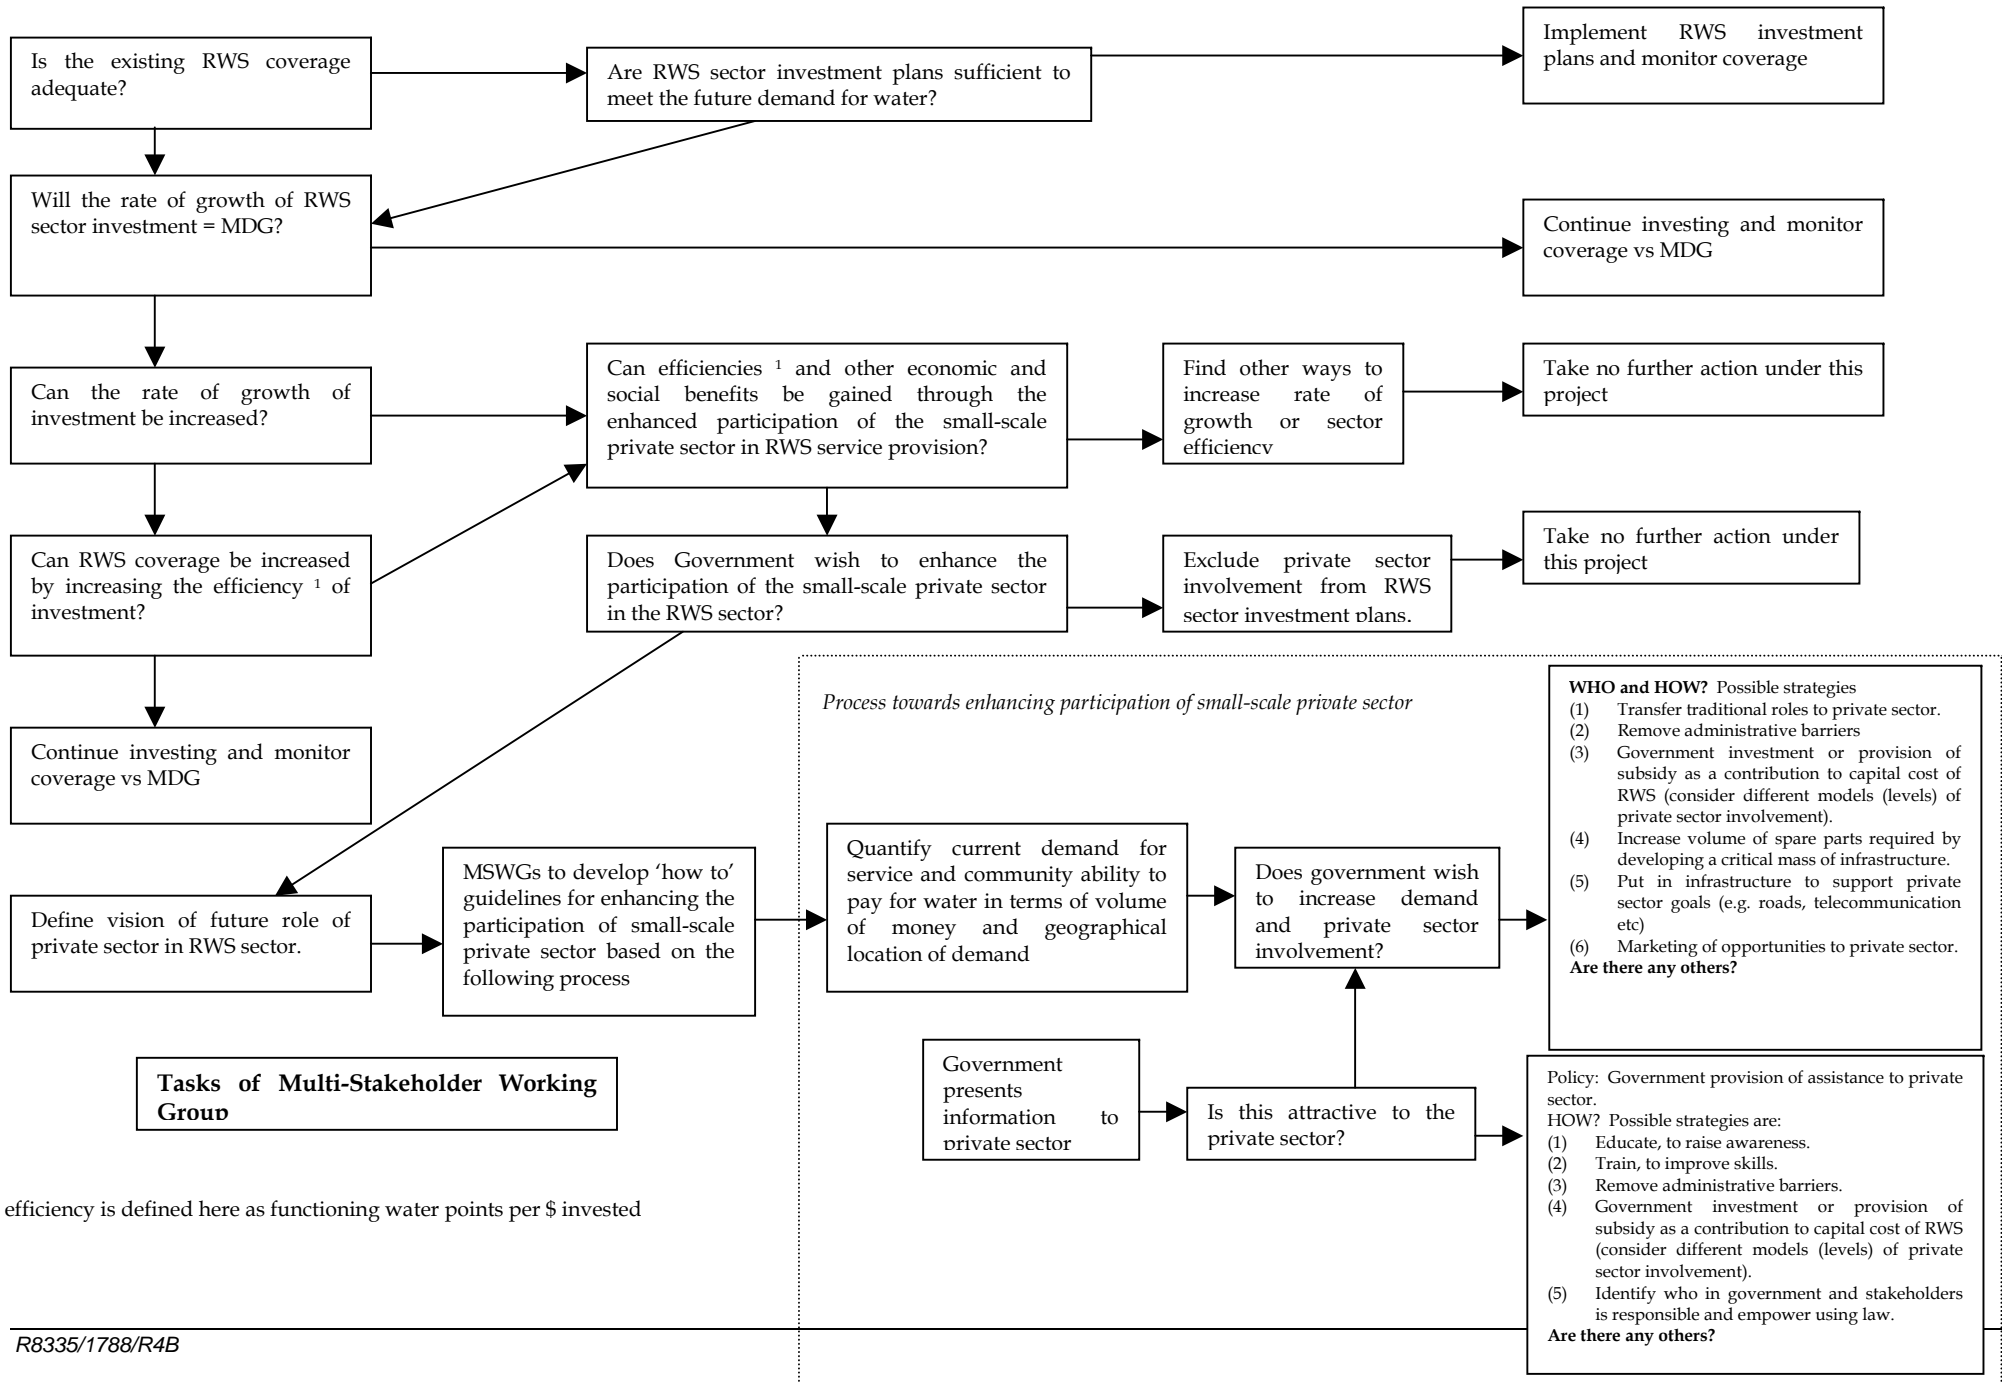 Is the existing RWS coverage
adequate?
Are RWS sector investment plans sufficient to
meet the future demand for water?
Implement RWS investment
plans and monitor coverage
Will the rate of growth of RWS
sector investment = MDG?
Continue investing and monitor
coverage vs MDG
Can the rate of growth of
investment be increased?
Can efficiencies ¹ and other economic and
social benefits be gained through the
enhanced participation of the small-scale
private sector in RWS service provision?
Find other ways to
increase rate of
growth or sector
efficiency
Take no further action under this
project
Can RWS coverage be increased
by increasing the efficiency ¹ of
investment?
Does Government wish to enhance the
participation of the small-scale private sector
in the RWS sector?
Exclude private sector
involvement from RWS
sector investment plans.
Take no further action under
this project
Continue investing and monitor
coverage vs MDG
Process towards enhancing participation of small-scale private sector
WHO and HOW? Possible strategies
(1) Transfer traditional roles to private sector.
(2) Remove administrative barriers
(3) Government investment or provision of
subsidy as a contribution to capital cost of
RWS (consider different models (levels) of
private sector involvement).
(4) Increase volume of spare parts required by
developing a critical mass of infrastructure.
(5) Put in infrastructure to support private
sector goals (e.g. roads, telecommunication
etc)
(6) Marketing of opportunities to private sector.
Are there any others?
Define vision of future role of
private sector in RWS sector.
MSWGs to develop ‘how to’
guidelines for enhancing the
participation of small-scale
private sector based on the
following process
Quantify current demand for
service and community ability to
pay for water in terms of volume
of money and geographical
location of demand
Does government wish
to increase demand
and private sector
involvement?
Tasks of Multi-Stakeholder Working
Group
Government
presents
information to
private sector
Is this attractive to the
private sector?
Policy: Government provision of assistance to private
sector.
HOW? Possible strategies are:
(1) Educate, to raise awareness.
(2) Train, to improve skills.
(3) Remove administrative barriers.
(4) Government investment or provision of
subsidy as a contribution to capital cost of RWS
(consider different models (levels) of private
sector involvement).
(5) Identify who in government and stakeholders
is responsible and empower using law.
Are there any others?
efficiency is defined here as functioning water points per $ invested
R8335/1788/R4B